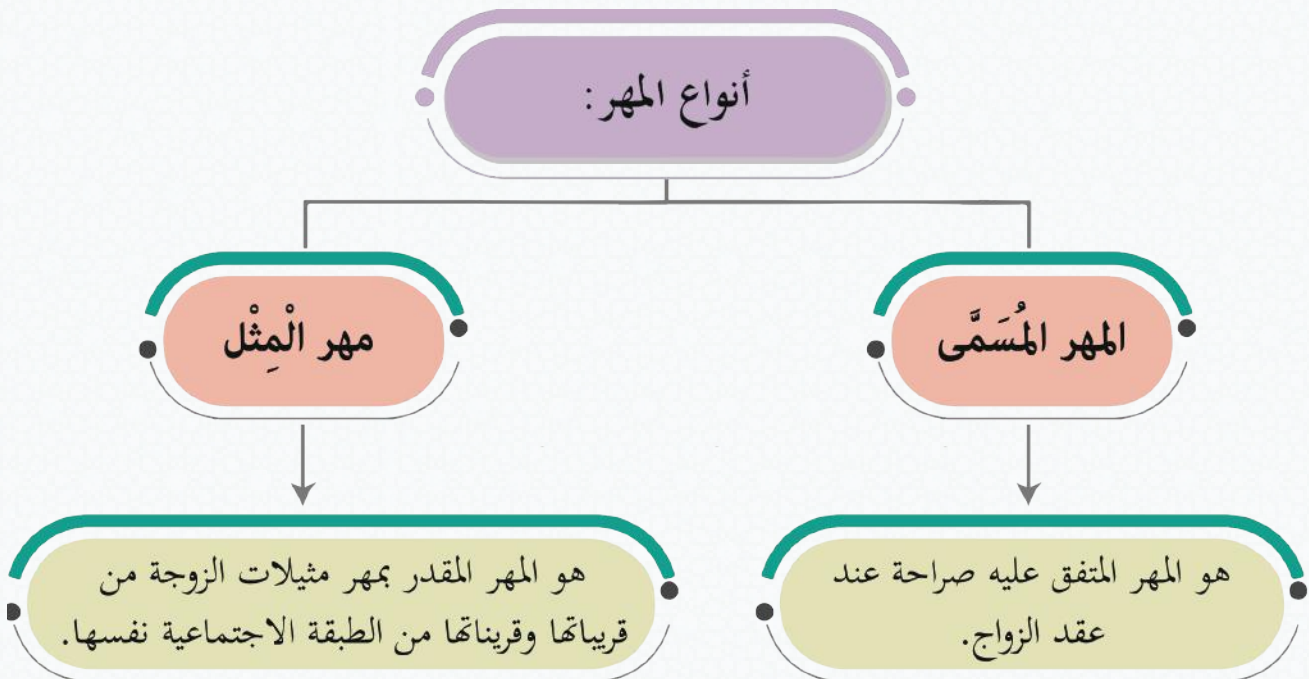 أنواع المهر:
المهر المُسَمَّى
مهر الْمِثْل
هو المهر المتفق عليه صراحة عند
عقد الزواج.
هو المهر المقدر بمهر مثيلات الزوجة من
قريباتها وقريناتها من الطبقة الاجتماعية نفسها.